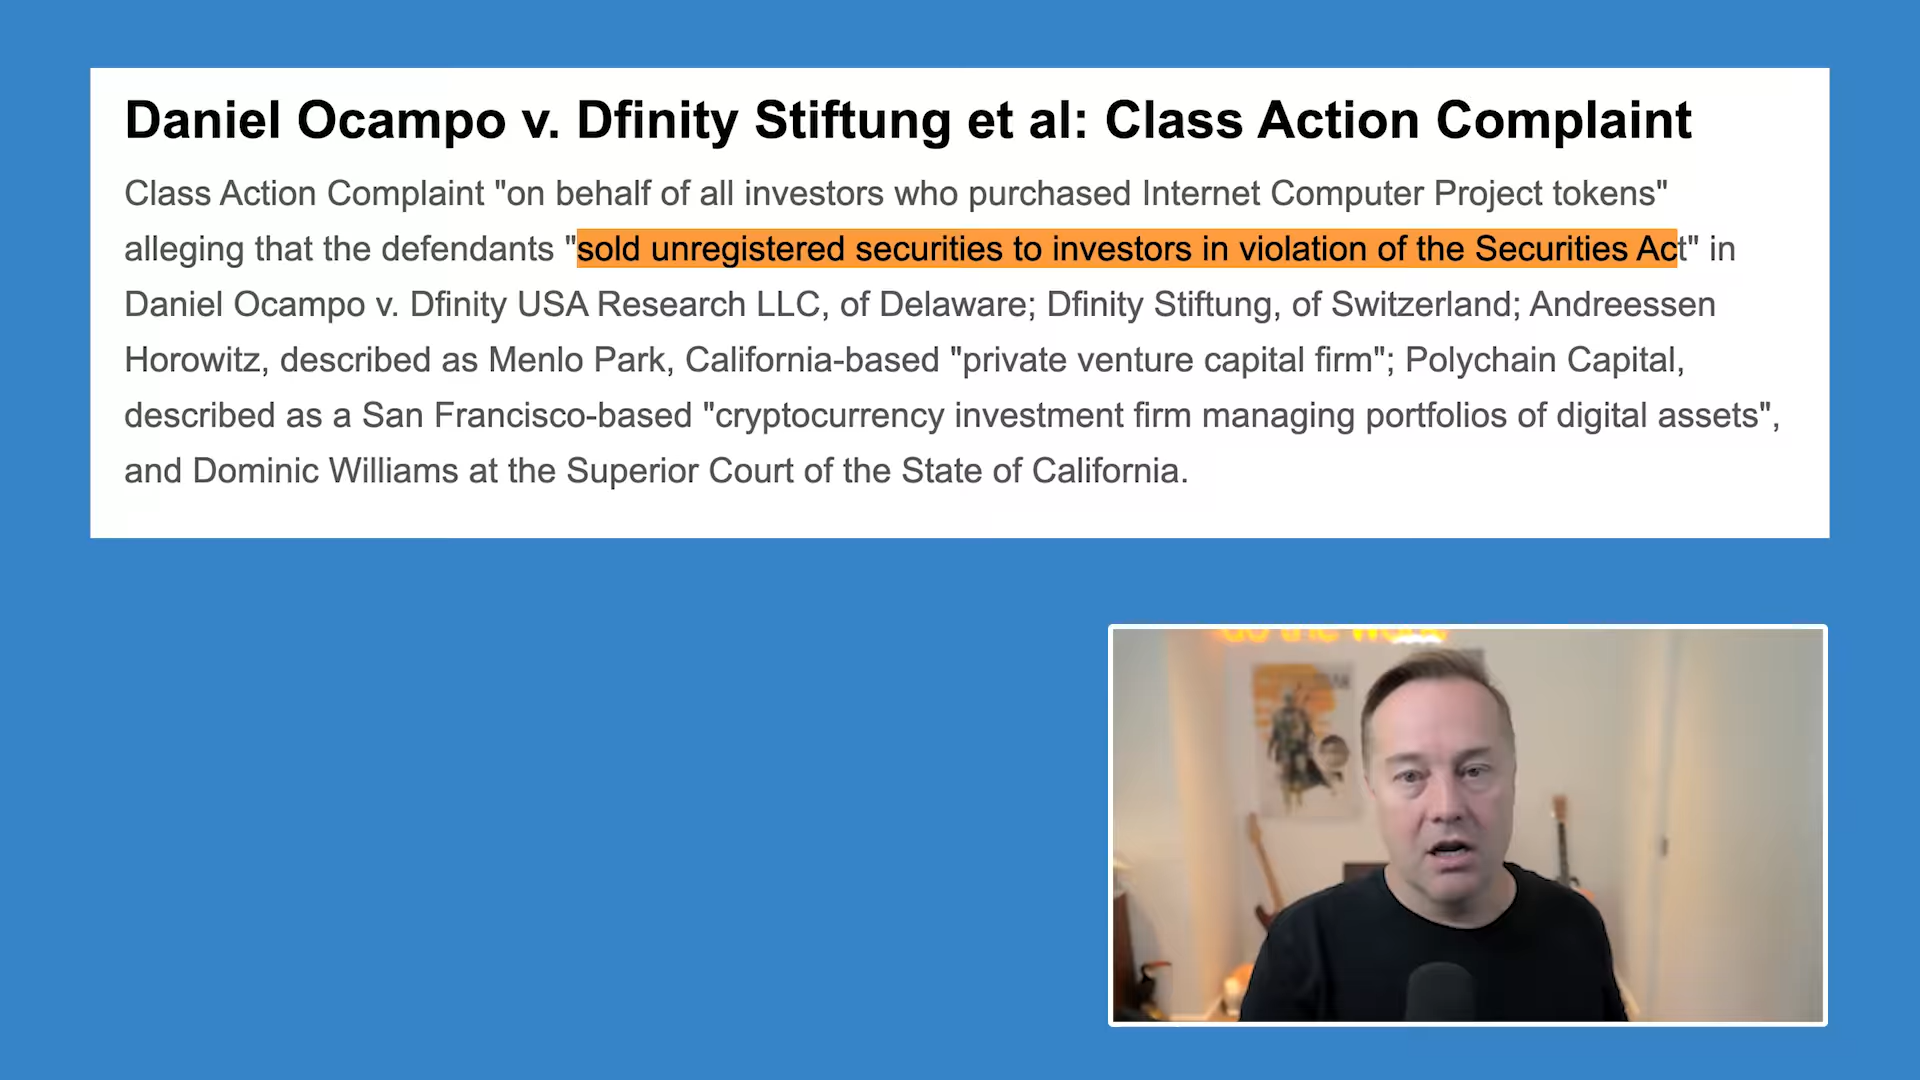 Daniel Ocampo v. Dfinity Stiftung et al: Class Action Complaint
Class Action Complaint "on behalf of all investors who purchased Internet Computer Project tokens"
alleging that the defendants "sold unregistered securities to investors in violation of the Securities Act" in
Daniel Ocampo v. Dfinity USA Research LLC, of Delaware; Dfinity Stiftung, of Switzerland; Andreessen
Horowitz, described as Menlo Park, California-based "private venture capital firm"; Polychain Capital,
described as a San Francisco-based "cryptocurrency investment firm managing portfolios of digital assets",
and Dominic Williams at the Superior Court of the State of California.
do the work